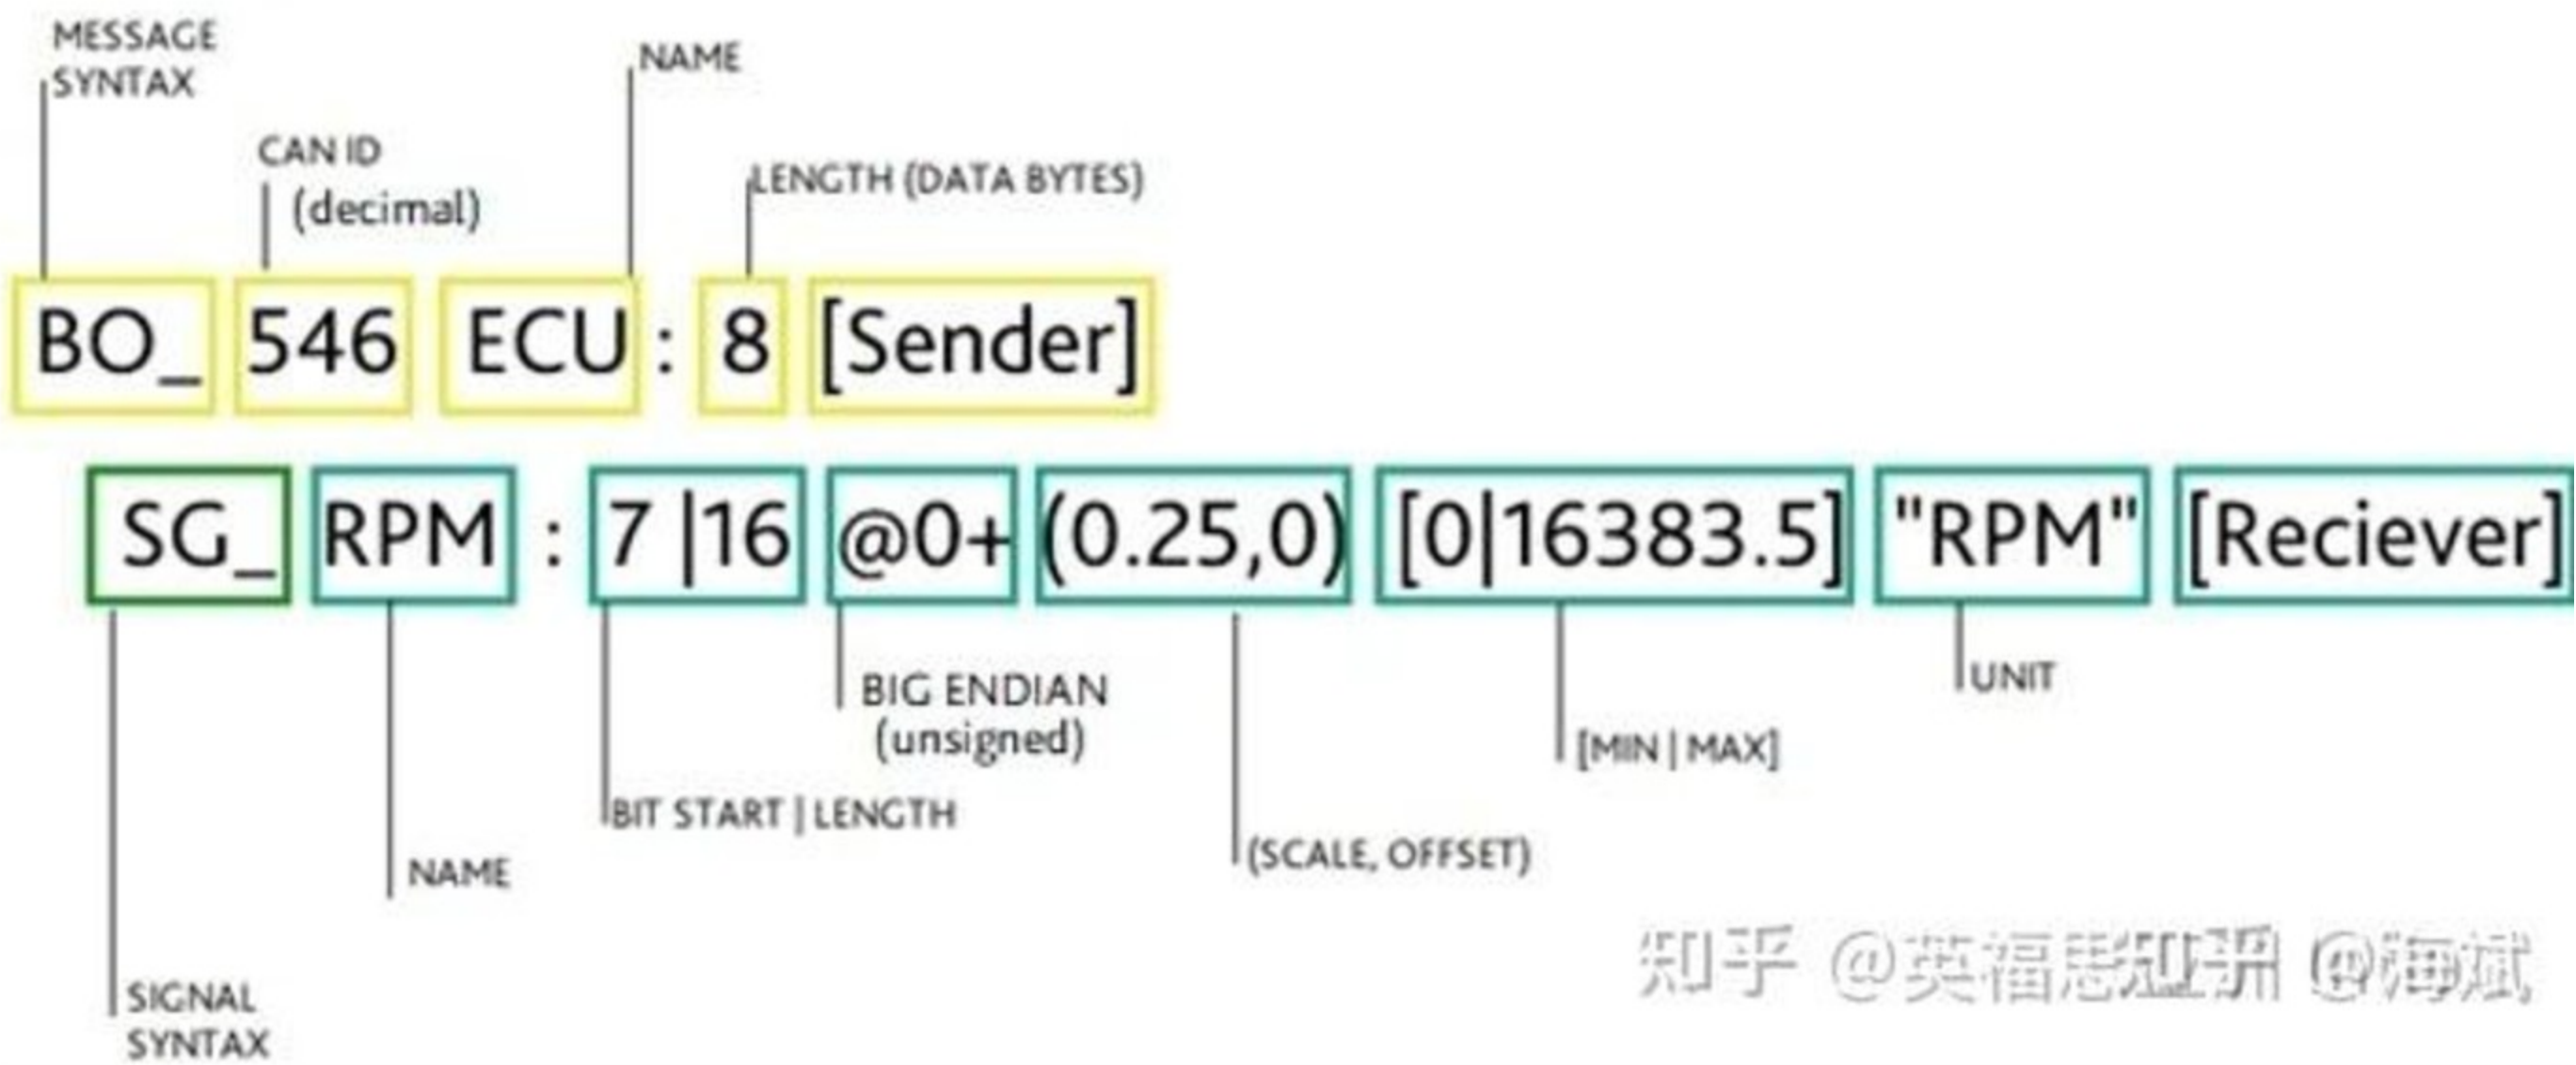 MESSAGE
SYNTAX
NAME
CAN ID
(decimal)
LENGTH (DATA BYTES)
BO_ 546 ECU : 8 [Sender]
SG_ RPM : 7 |16 @0+ (0.25,0) [0|16383.5] "RPM" [Reciever]
BIG ENDIAN
(unsigned)
UNIT
[MIN | MAX]
BIT START | LENGTH
(SCALE, OFFSET)
NAME
SIGNAL
SYNTAX
知乎 @英福思 知乎 @海斌